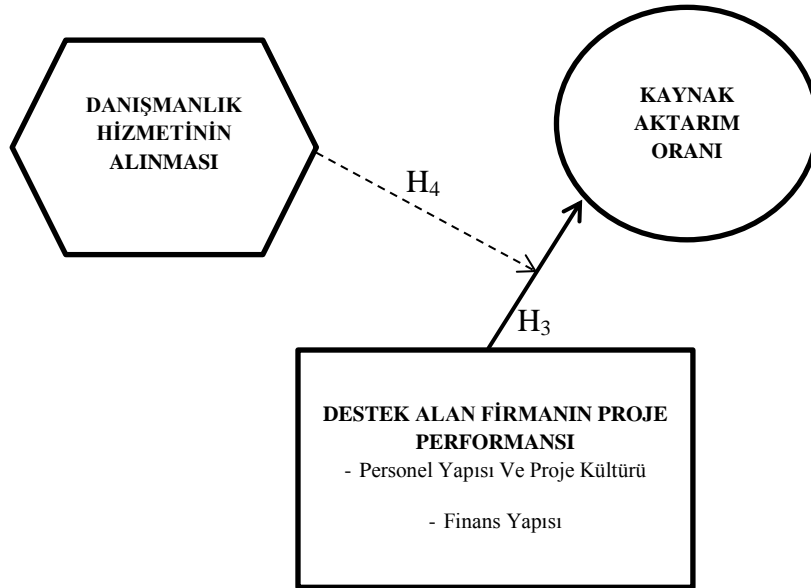 DANIŞMANLIK
HİZMETİNİN
ALINMASI
KAYNAK
AKTARIM
ORANI
H₄
H₃
DESTEK ALAN FİRMANIN PROJE
PERFORMANSI
- Personel Yapısı Ve Proje Kültürü
- Finans Yapısı